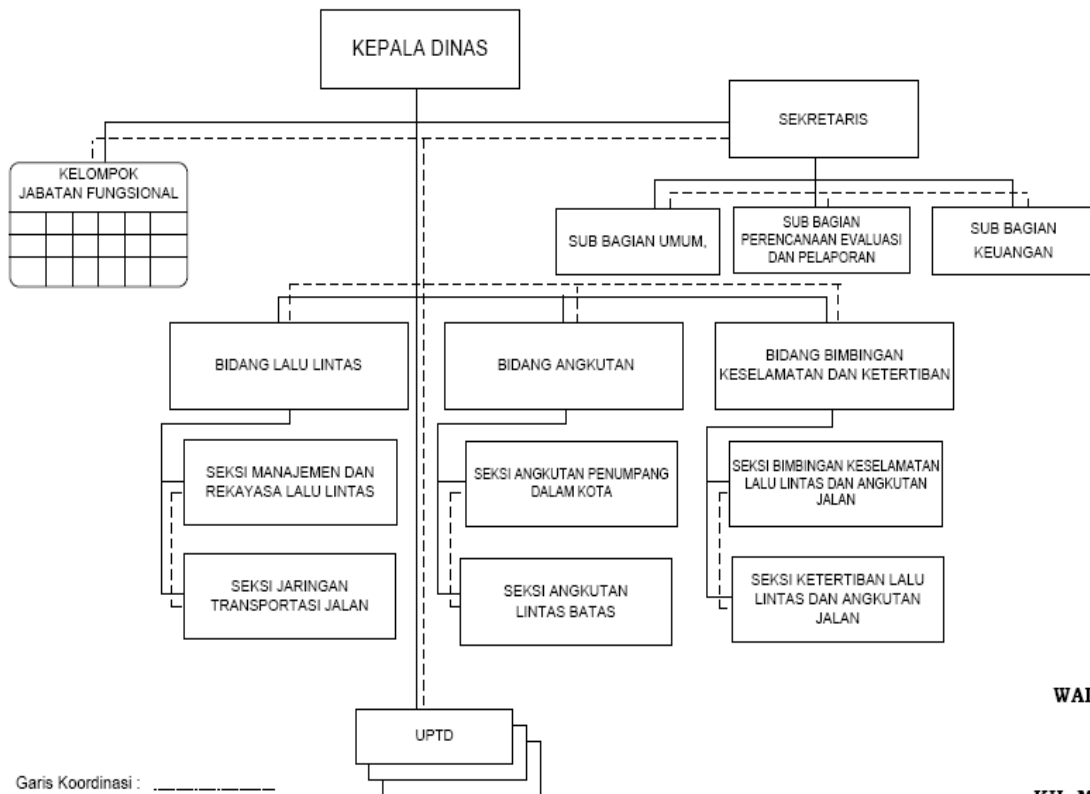 KEPALA DINAS
SEKRETARIS
KELOMPOK
JABATAN FUNGSIONAL
SUB BAGIAN UMUM,
SUB BAGIAN
PERENCANAAN EVALUASI
DAN PELAPORAN
SUB BAGIAN
KEUANGAN
BIDANG LALU LINTAS
BIDANG ANGKUTAN
BIDANG BIMBINGAN
KESELAMATAN DAN KETERTIBAN
SEKSI MANAJEMEN DAN
REKAYASA LALU LINTAS
SEKSI ANGKUTAN PENUMPANG
DALAM KOTA
SEKSI BIMBINGAN KESELAMATAN
LALU LINTAS DAN ANGKUTAN
JALAN
SEKSI JARINGAN
TRANSPORTASI JALAN
SEKSI ANGKUTAN
LINTAS BATAS
SEKSI KETERTIBAN LALU
LINTAS DAN ANGKUTAN
JALAN
UPTD
Garis Koordinasi :